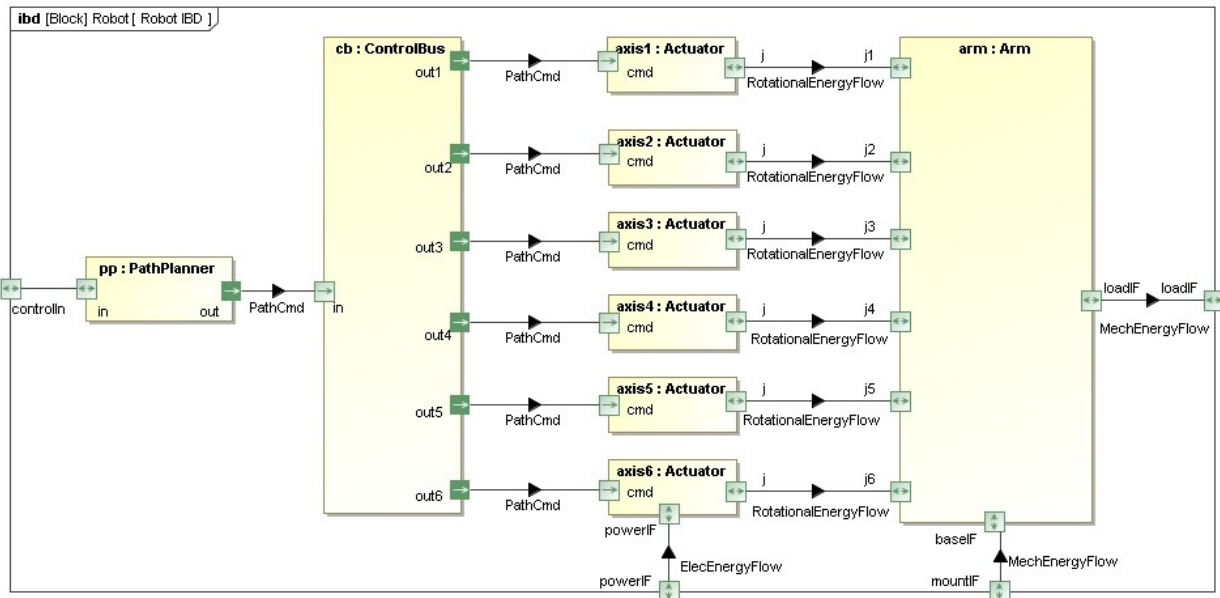 ibd [Block] Robot [ Robot IBD ]
cb : ControlBus
axis1 : Actuator
arm : Arm
out1
PathCmd
cmd
j
j1
RotationalEnergyFlow
axis2 : Actuator
out2
PathCmd
cmd
j
j2
RotationalEnergyFlow
axis3 : Actuator
out3
PathCmd
cmd
j
j3
RotationalEnergyFlow
pp : PathPlanner
controlIn
in
out
PathCmd
in
loadIF
loadIF
MechEnergyFlow
axis4 : Actuator
out4
PathCmd
cmd
j
j4
RotationalEnergyFlow
axis5 : Actuator
out5
PathCmd
cmd
j
j5
RotationalEnergyFlow
axis6 : Actuator
out6
PathCmd
cmd
j
j6
RotationalEnergyFlow
powerIF
baseIF
ElecEnergyFlow
MechEnergyFlow
powerIF
mountIF